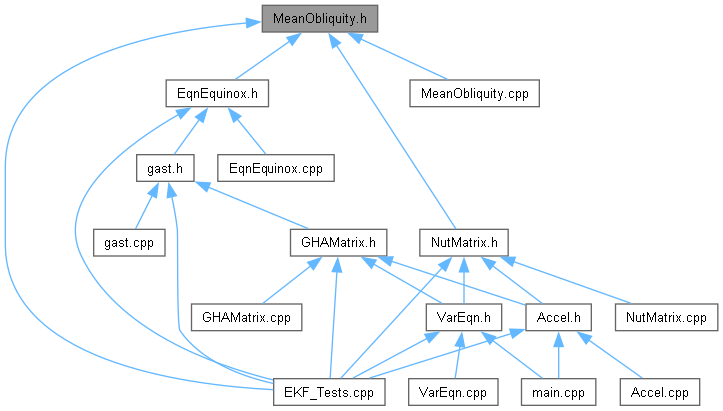 MeanObliquity.h
EqnEquinox.h
MeanObliquity.cpp
gast.h
EqnEquinox.cpp
gast.cpp
GHAMatrix.h
NutMatrix.h
GHAMatrix.cpp
VarEqn.h
Accel.h
NutMatrix.cpp
EKF_Tests.cpp
VarEqn.cpp
main.cpp
Accel.cpp